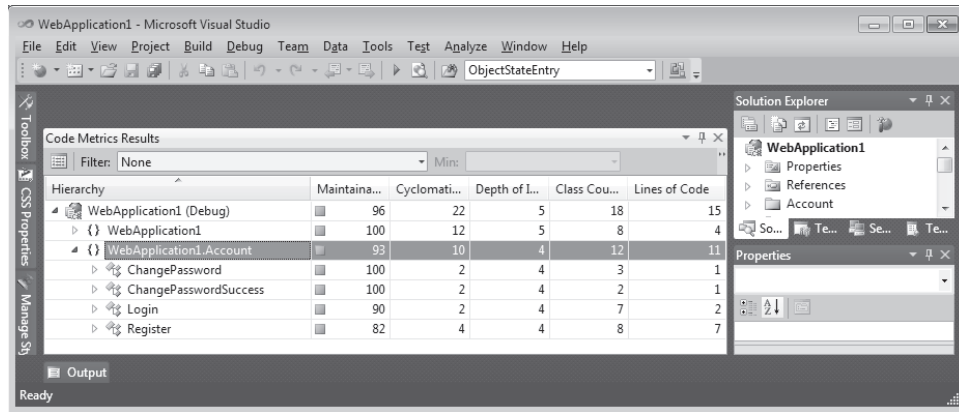 WebApplication1 - Microsoft Visual Studio
File Edit View Project Build Debug Team Data Tools Test Analyze Window Help
ObjectStateEntry
Toolbox
CSS Properties
Manage Sty
Code Metrics Results
Filter: None Min:
Hierarchy Maintaina... Cyclomati... Depth of I... Class Cou... Lines of Code
WebApplication1 (Debug) 96 22 5 18 15
{} WebApplication1 100 12 5 8 4
{} WebApplication1.Account 93 10 4 12 11
ChangePassword 100 2 4 3 1
ChangePasswordSuccess 100 2 4 2 1
Login 90 2 4 7 2
Register 82 4 4 8 7
Solution Explorer
WebApplication1
Properties
References
Account
So... Te... Se... Te...
Properties
Output
Ready